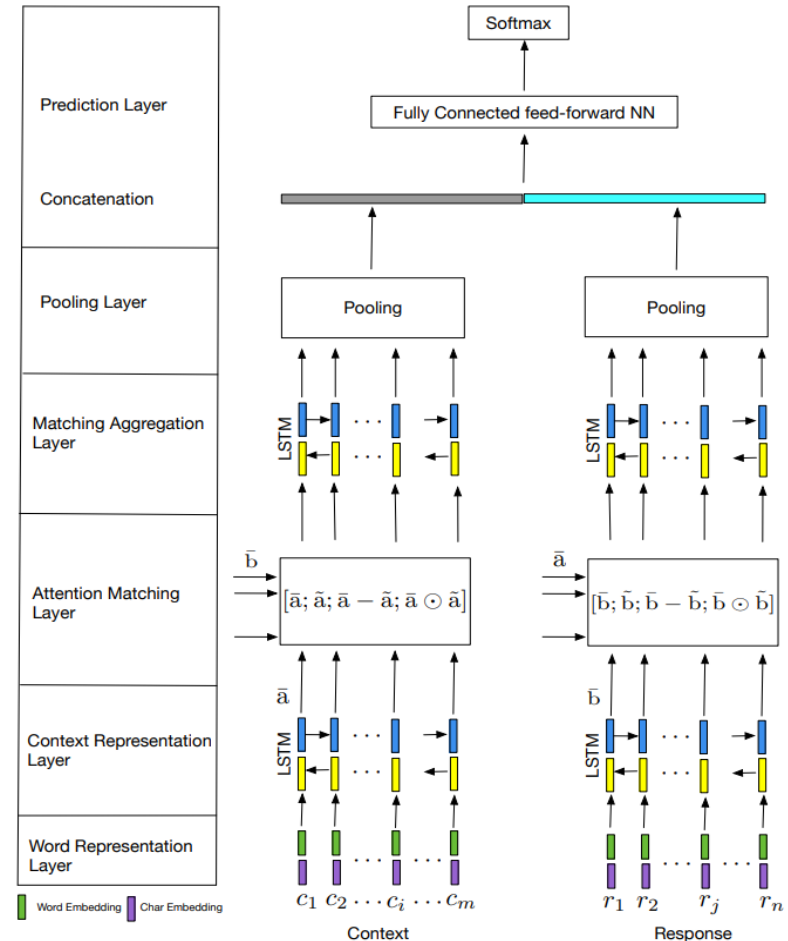 Softmax
Prediction Layer
Fully Connected feed-forward NN
Concatenation
Pooling Layer
Pooling
Pooling
Matching Aggregation
Layer
LSTM
. . .
. . .
LSTM
. . .
. . .
Attention Matching
Layer
b̄
[ā; ã; ā − ã; ā ⊙ ã]
ā
[b̄; b̃; b̄ − b̃; b̄ ⊙ b̃]
Context Representation
Layer
ā
LSTM
. . .
. . .
b̄
LSTM
. . .
. . .
Word Representation
Layer
. . . . . .
. . . . . .
Word Embedding
Char Embedding
c₁ c₂ . . . cᵢ . . . cₘ
r₁ r₂ rⱼ rₙ
Context
Response